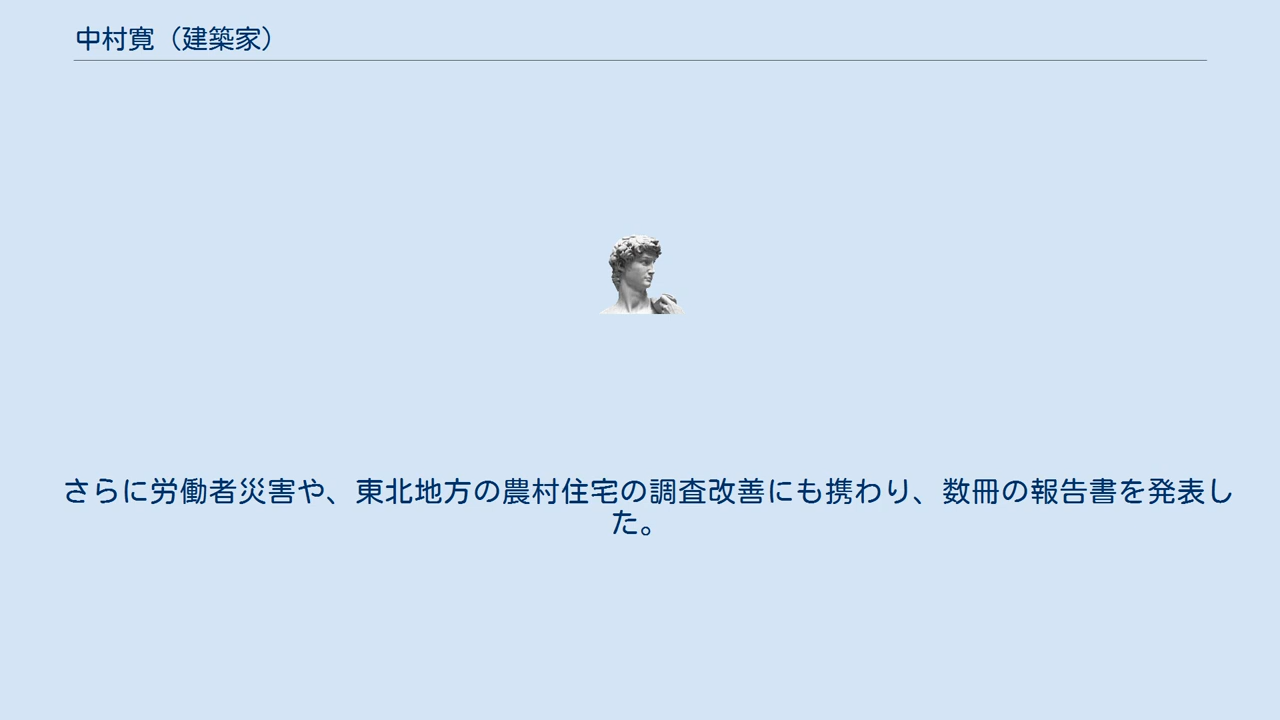 中村寛（建築家）
さらに労働者災害や、東北地方の農村住宅の調査改善にも携わり、数冊の報告書を発表し
た。